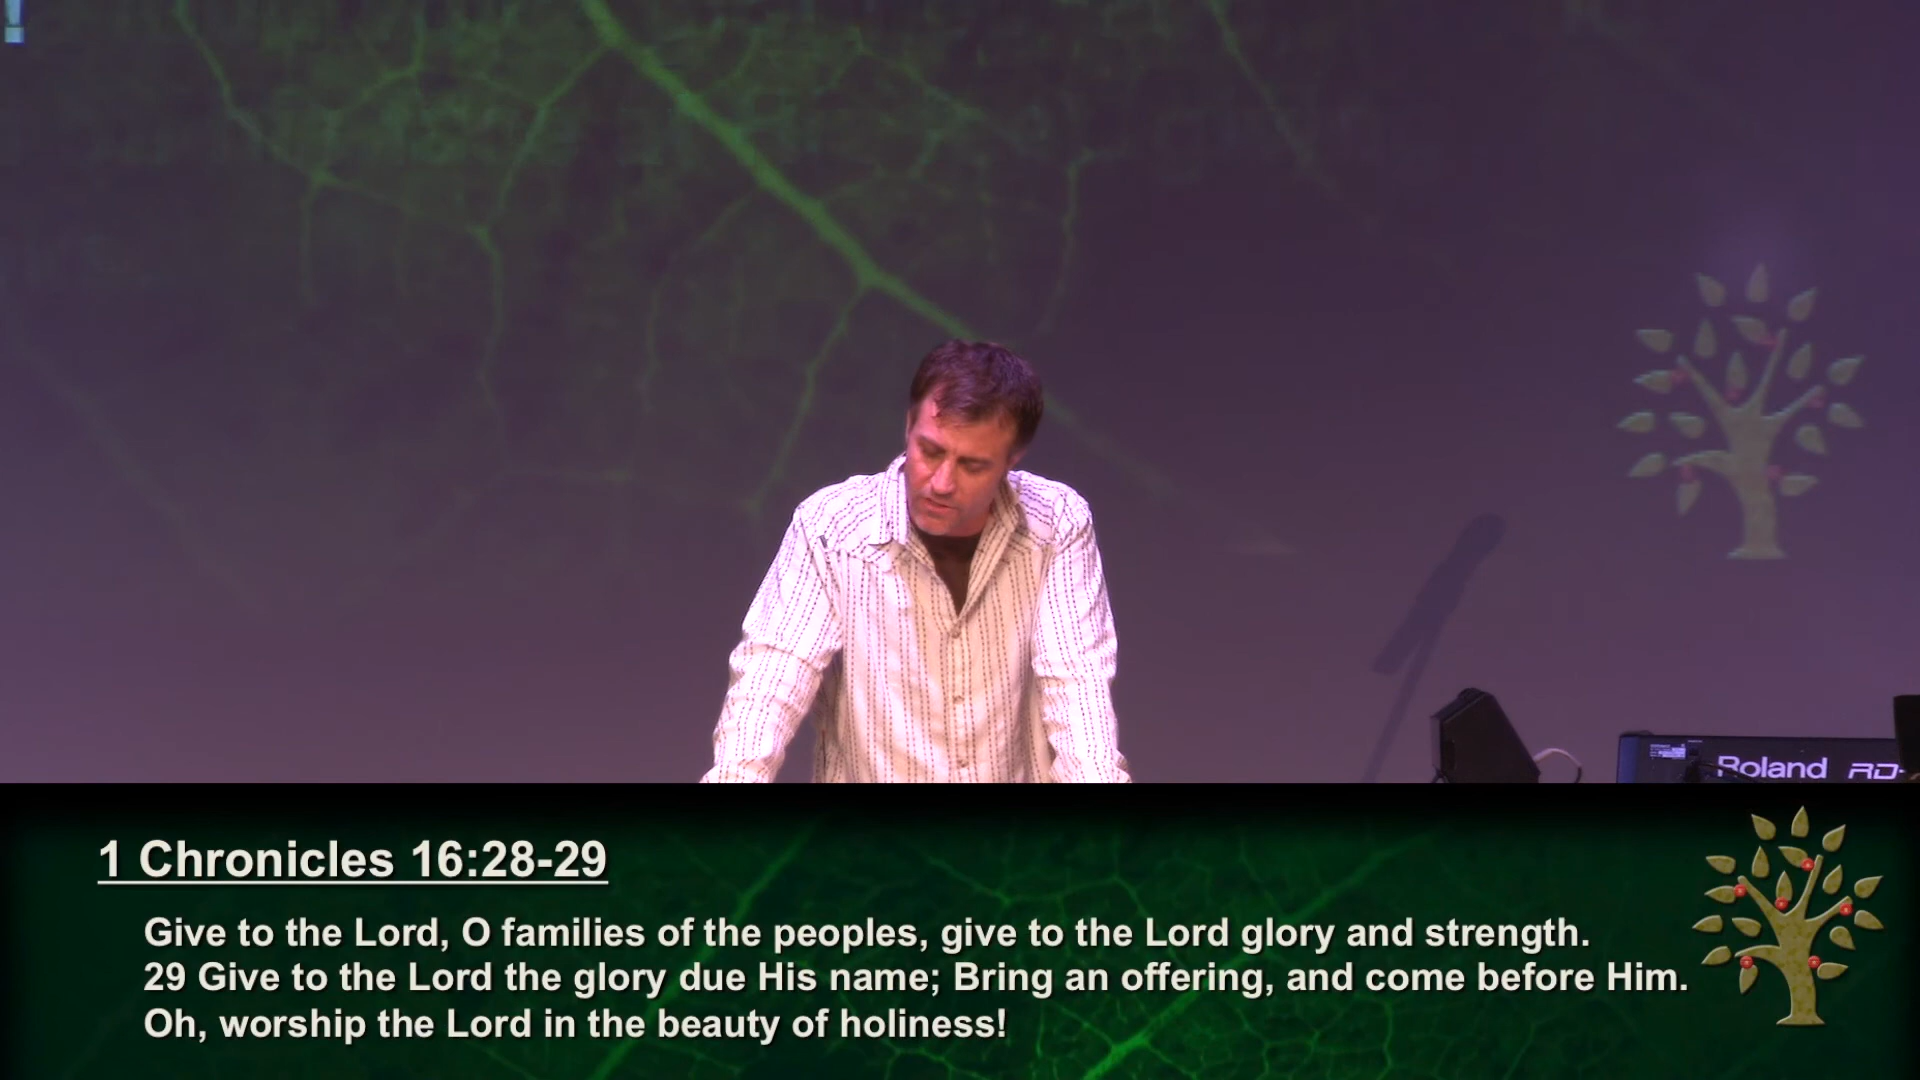 !
Roland RD-
1 Chronicles 16:28-29
Give to the Lord, O families of the peoples, give to the Lord glory and strength.
29 Give to the Lord the glory due His name; Bring an offering, and come before Him.
Oh, worship the Lord in the beauty of holiness!